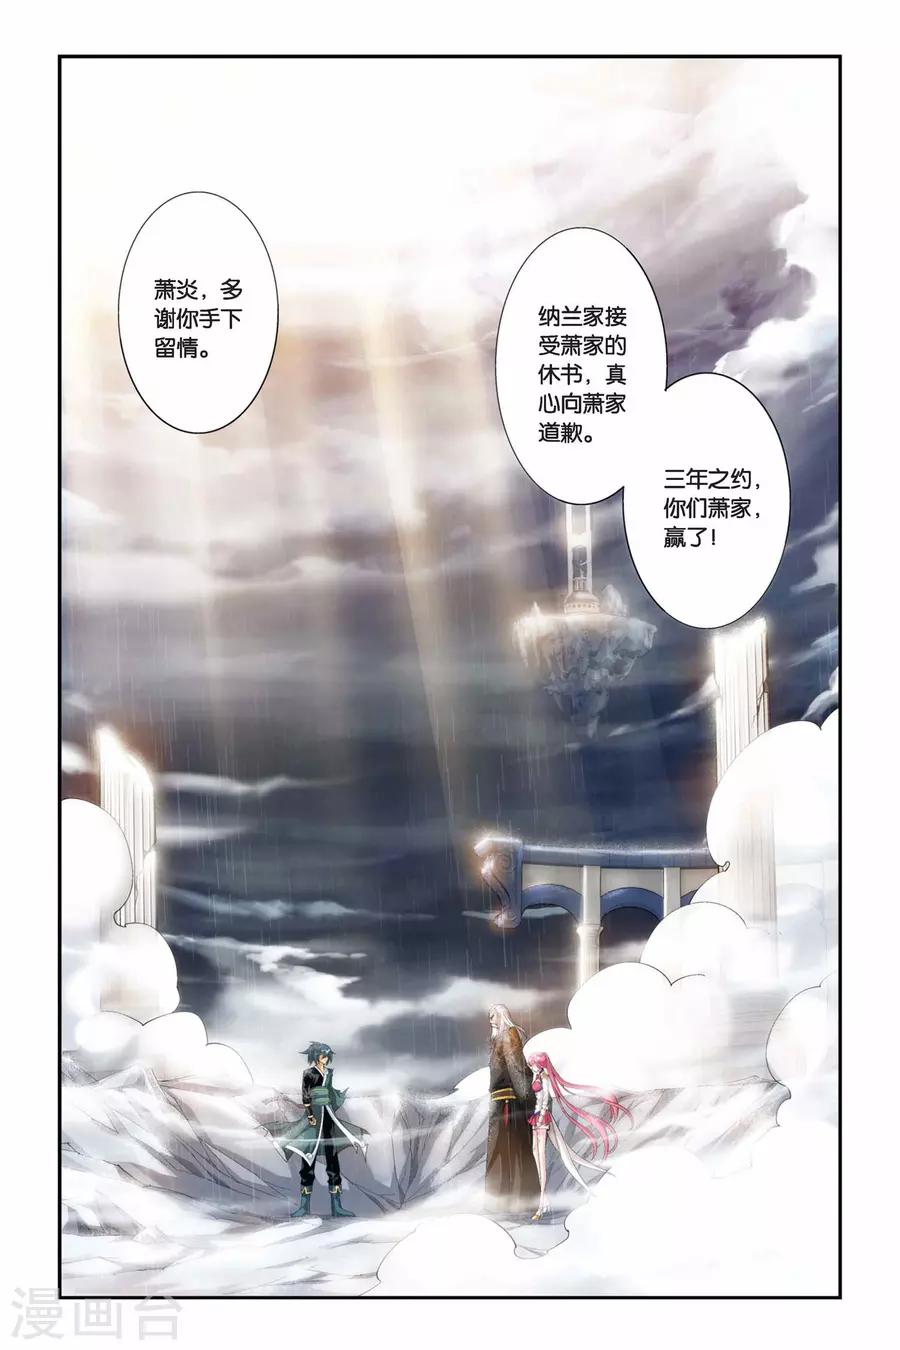 萧炎，多
谢你手下
留情。
纳兰家接
受萧家的
休书，真
心向萧家
道歉。
三年之约，
你们萧家，
赢了！
漫画台